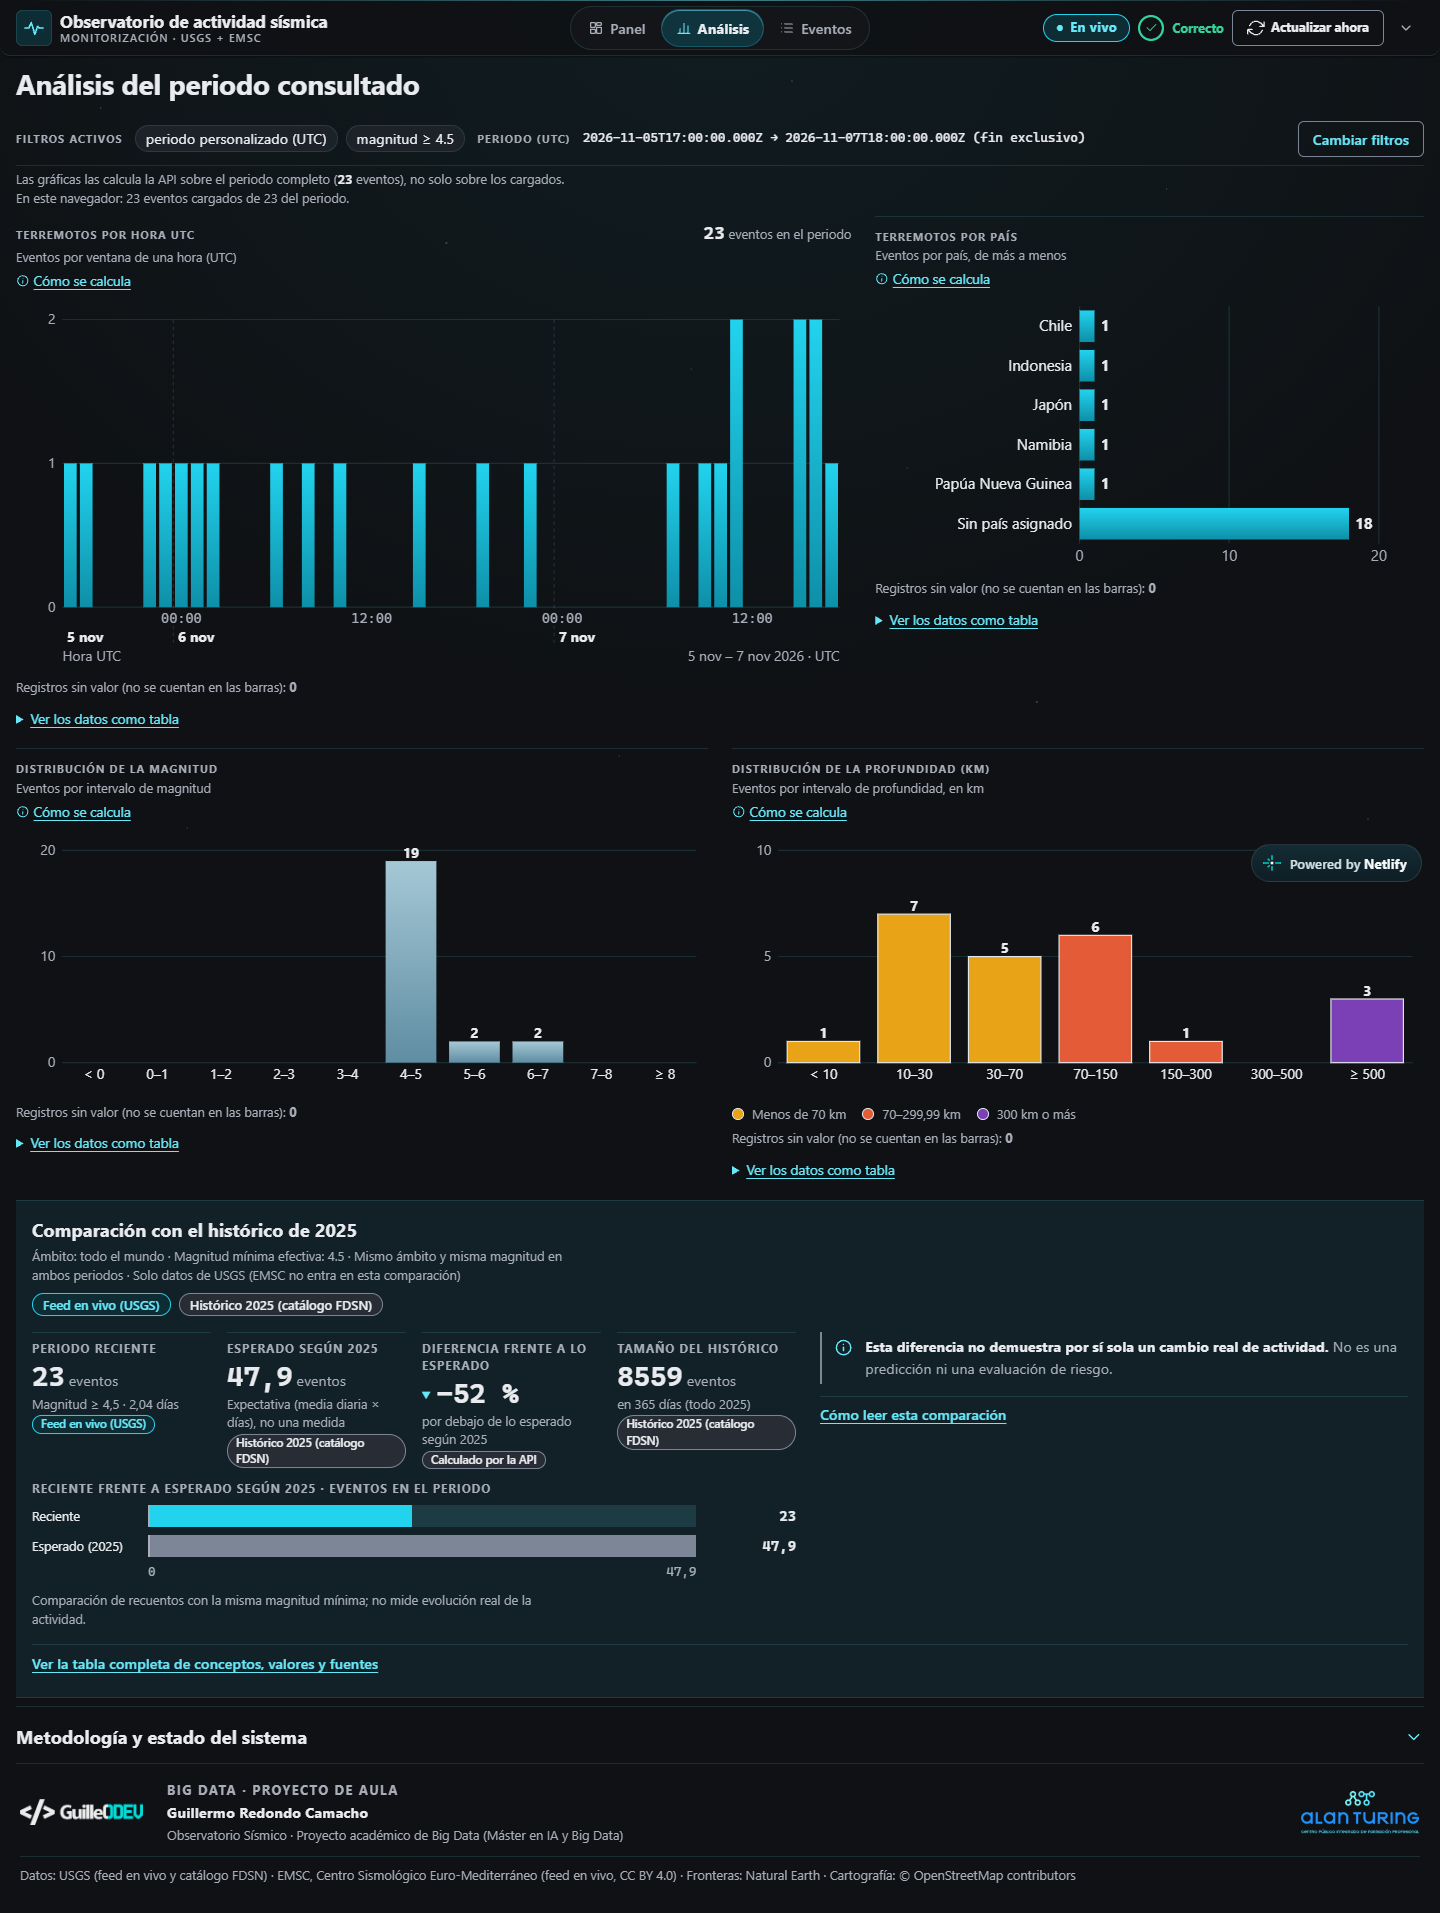 Observatorio de actividad sísmica
MONITORIZACIÓN · USGS + EMSC
Panel
Análisis
Eventos
En vivo
Correcto
Actualizar ahora
Análisis del periodo consultado
FILTROS ACTIVOS
periodo personalizado (UTC)
magnitud ≥ 4.5
PERIODO (UTC)
2026-11-05T17:00:00.000Z → 2026-11-07T18:00:00.000Z (fin exclusivo)
Cambiar filtros
Las gráficas las calcula la API sobre el periodo completo (23 eventos), no solo sobre los cargados.
En este navegador: 23 eventos cargados de 23 del periodo.
TERREMOTOS POR HORA UTC
23 eventos en el periodo
Eventos por ventana de una hora (UTC)
Cómo se calcula
2
1
0
00:00
12:00
00:00
12:00
5 nov
6 nov
7 nov
Hora UTC
5 nov – 7 nov 2026 · UTC
Registros sin valor (no se cuentan en las barras): 0
Ver los datos como tabla
TERREMOTOS POR PAÍS
Eventos por país, de más a menos
Cómo se calcula
Chile 1
Indonesia 1
Japón 1
Namibia 1
Papúa Nueva Guinea 1
Sin país asignado 18
0 10 20
Registros sin valor (no se cuentan en las barras): 0
Ver los datos como tabla
DISTRIBUCIÓN DE LA MAGNITUD
Eventos por intervalo de magnitud
Cómo se calcula
20
10
0
19
2
2
< 0 0–1 1–2 2–3 3–4 4–5 5–6 6–7 7–8 ≥ 8
Registros sin valor (no se cuentan en las barras): 0
Ver los datos como tabla
DISTRIBUCIÓN DE LA PROFUNDIDAD (KM)
Eventos por intervalo de profundidad, en km
Cómo se calcula
10
5
0
Powered by Netlify
1
7
5
6
1
3
< 10 10–30 30–70 70–150 150–300 300–500 ≥ 500
Menos de 70 km
70–299,99 km
300 km o más
Registros sin valor (no se cuentan en las barras): 0
Ver los datos como tabla
Comparación con el histórico de 2025
Ámbito: todo el mundo · Magnitud mínima efectiva: 4.5 · Mismo ámbito y misma magnitud en
ambos periodos · Solo datos de USGS (EMSC no entra en esta comparación)
Feed en vivo (USGS)
Histórico 2025 (catálogo FDSN)
PERIODO RECIENTE
23 eventos
Magnitud ≥ 4,5 · 2,04 días
Feed en vivo (USGS)
ESPERADO SEGÚN 2025
47,9 eventos
Expectativa (media diaria ×
días), no una medida
Histórico 2025 (catálogo
FDSN)
DIFERENCIA FRENTE A LO
ESPERADO
−52 %
por debajo de lo esperado
según 2025
Calculado por la API
TAMAÑO DEL HISTÓRICO
8559 eventos
en 365 días (todo 2025)
Histórico 2025 (catálogo
FDSN)
Esta diferencia no demuestra por sí sola un cambio real de actividad. No es una
predicción ni una evaluación de riesgo.
Cómo leer esta comparación
RECIENTE FRENTE A ESPERADO SEGÚN 2025 · EVENTOS EN EL PERIODO
Reciente 23
Esperado (2025) 47,9
0 47,9
Comparación de recuentos con la misma magnitud mínima; no mide evolución real de la
actividad.
Ver la tabla completa de conceptos, valores y fuentes
Metodología y estado del sistema
</> GuilleDEV
BIG DATA · PROYECTO DE AULA
Guillermo Redondo Camacho
Observatorio Sísmico · Proyecto académico de Big Data (Máster en IA y Big Data)
ALAN TURING
Datos: USGS (feed en vivo y catálogo FDSN) · EMSC, Centro Sismológico Euro-Mediterráneo (feed en vivo, CC BY 4.0) · Fronteras: Natural Earth · Cartografía: © OpenStreetMap contributors